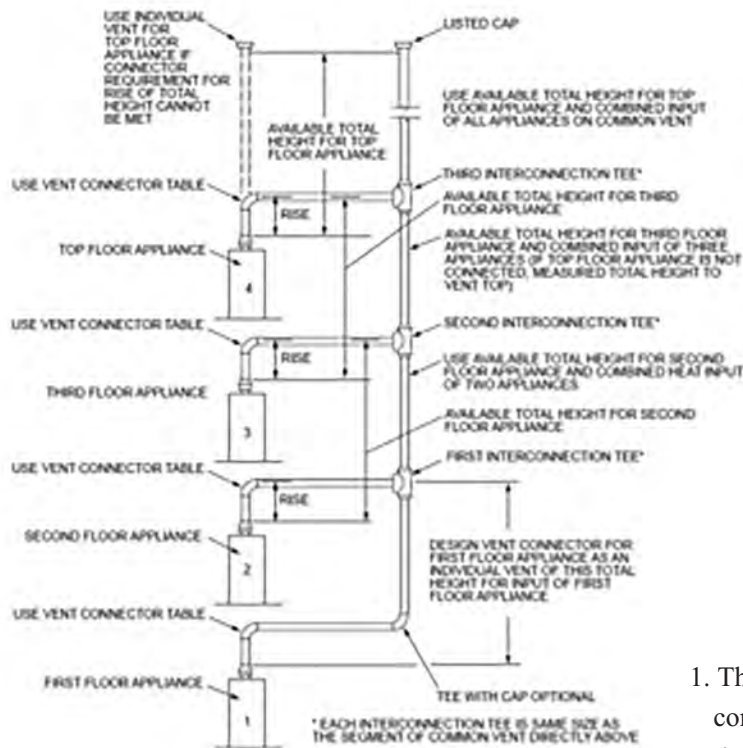 USE INDIVIDUAL
VENT FOR
TOP FLOOR
APPLIANCE IF
CONNECTOR
REQUIREMENT FOR
RISE OF TOTAL
HEIGHT CANNOT
BE MET
LISTED CAP
USE AVAILABLE TOTAL HEIGHT FOR TOP
FLOOR APPLIANCE AND COMBINED INPUT
OF ALL APPLIANCES ON COMMON VENT
AVAILABLE TOTAL
HEIGHT FOR TOP
FLOOR APPLIANCE
THIRD INTERCONNECTION TEE*
USE VENT CONNECTOR TABLE
AVAILABLE TOTAL HEIGHT FOR THIRD
FLOOR APPLIANCE
RISE
TOP FLOOR APPLIANCE
AVAILABLE TOTAL HEIGHT FOR THIRD FLOOR
APPLIANCE AND COMBINED INPUT OF THREE
APPLIANCES (IF TOP FLOOR APPLIANCE IS NOT
CONNECTED, MEASURED TOTAL HEIGHT TO
VENT TOP)
4
USE VENT CONNECTOR TABLE
SECOND INTERCONNECTION TEE*
RISE
USE AVAILABLE TOTAL HEIGHT FOR SECOND
FLOOR APPLIANCE AND COMBINED HEAT INPUT
OF TWO APPLIANCES
THIRD FLOOR APPLIANCE
3
AVAILABLE TOTAL HEIGHT FOR SECOND
FLOOR APPLIANCE
USE VENT CONNECTOR TABLE
FIRST INTERCONNECTION TEE*
RISE
SECOND FLOOR APPLIANCE
2
DESIGN VENT CONNECTOR FOR
FIRST FLOOR APPLIANCE AS AN
INDIVIDUAL VENT OF THIS TOTAL
HEIGHT FOR INPUT OF FIRST
FLOOR APPLIANCE
USE VENT CONNECTOR TABLE
FIRST FLOOR APPLIANCE
1
TEE WITH CAP OPTIONAL
* EACH INTERCONNECTION TEE IS SAME SIZE AS
THE SEGMENT OF COMMON VENT DIRECTLY ABOVE
1. Th
con